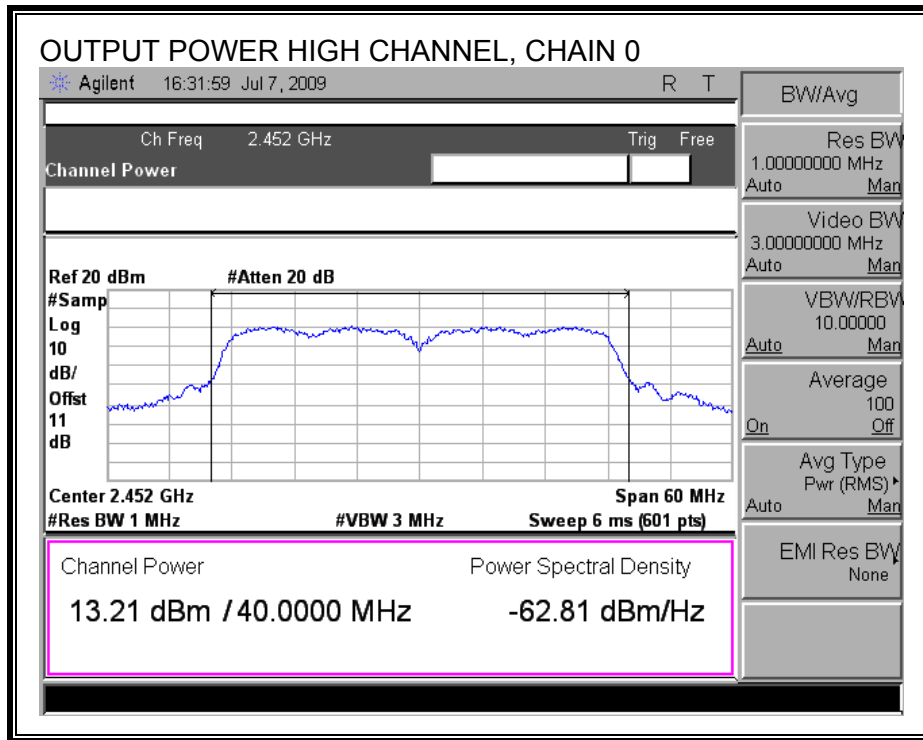 OUTPUT POWER HIGH CHANNEL, CHAIN 0
Agilent 16:31:59 Jul 7, 2009 R T
Ch Freq 2.452 GHz Trig Free
Channel Power
Ref 20 dBm #Atten 20 dB
#Samp
Log
10
dB/
Offst
11
dB
Center 2.452 GHz Span 60 MHz
#Res BW 1 MHz #VBW 3 MHz Sweep 6 ms (601 pts)
Channel Power Power Spectral Density
13.21 dBm / 40.0000 MHz -62.81 dBm/Hz
BW/Avg
Res BW
1.00000000 MHz
Auto Man
Video BW
3.00000000 MHz
Auto Man
VBW/RBW
10.00000
Auto Man
Average
100
On Off
Avg Type
Pwr (RMS)
Auto Man
EMI Res BW
None